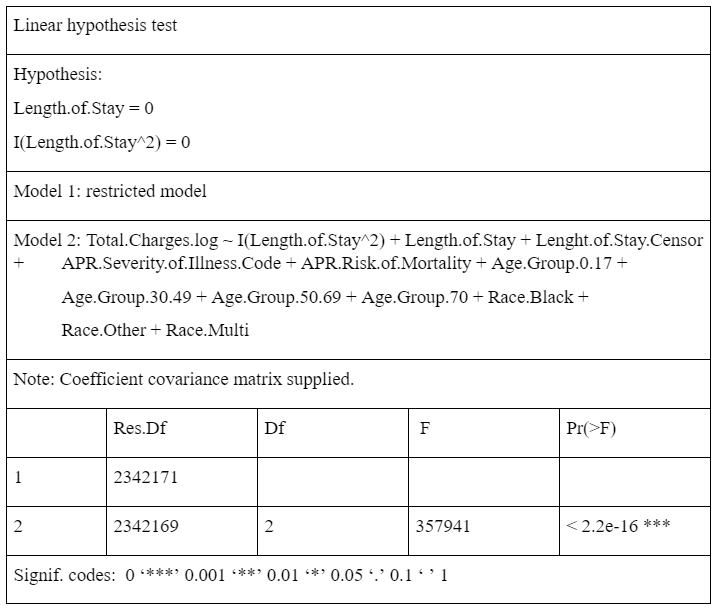 Linear hypothesis test
Hypothesis:
Length.of.Stay = 0
I(Length.of.Stay^2) = 0
Model 1: restricted model
Model 2: Total.Charges.log ~ I(Length.of.Stay^2) + Length.of.Stay + Lenght.of.Stay.Censor
+ APR.Severity.of.Illness.Code + APR.Risk.of.Mortality + Age.Group.0.17 +
Age.Group.30.49 + Age.Group.50.69 + Age.Group.70 + Race.Black +
Race.Other + Race.Multi
Note: Coefficient covariance matrix supplied.
Res.Df Df F Pr(>F)
1 2342171
2 2342169 2 357941 < 2.2e-16 ***
Signif. codes:  0 ‘***’ 0.001 ‘**’ 0.01 ‘*’ 0.05 ‘.’ 0.1 ‘ ’ 1